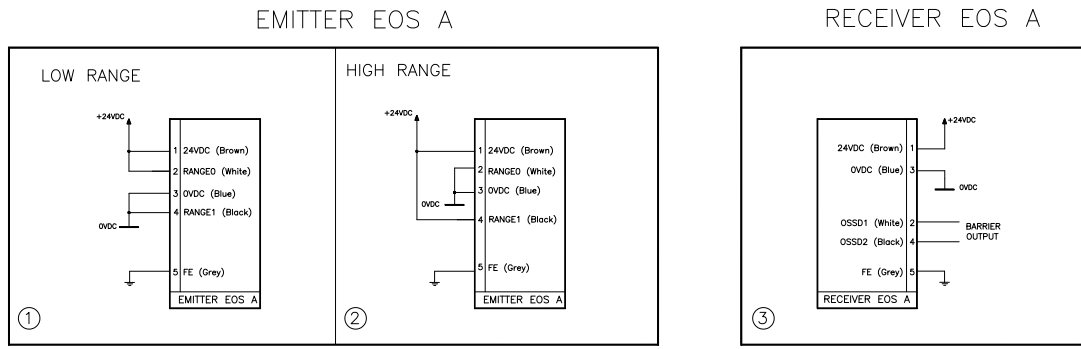 EMITTER EOS A
RECEIVER EOS A
LOW RANGE
+24VDC
1 24VDC (Brown)
2 RANGE0 (White)
3 0VDC (Blue)
4 RANGE1 (Black)
0VDC
5 FE (Grey)
EMITTER EOS A
1
HIGH RANGE
+24VDC
1 24VDC (Brown)
2 RANGE0 (White)
3 0VDC (Blue)
0VDC
4 RANGE1 (Black)
5 FE (Grey)
EMITTER EOS A
2
+24VDC
24VDC (Brown) 1
0VDC (Blue) 3
0VDC
OSSD1 (White) 2
BARRIER
OUTPUT
OSSD2 (Black) 4
FE (Grey) 5
RECEIVER EOS A
3